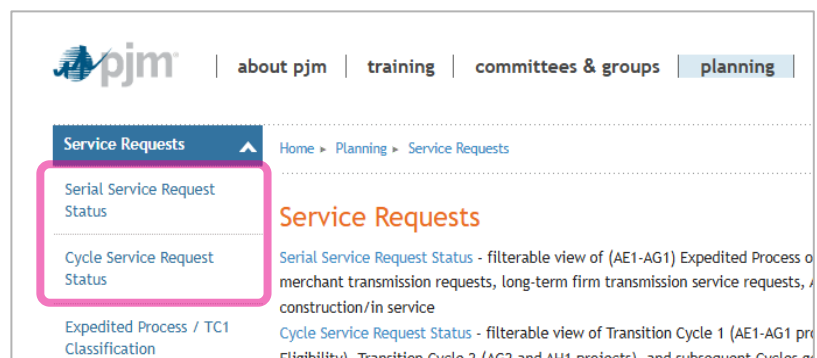 pjm
about pjm | training | committees & groups | planning |
Service Requests
Home ▸ Planning ▸ Service Requests
Serial Service Request
Status
Cycle Service Request
Status
Expedited Process / TC1
Classification
Service Requests
Serial Service Request Status - filterable view of (AE1-AG1) Expedited Process
merchant transmission requests, long-term firm transmission service requests,
construction/in service
Cycle Service Request Status - filterable view of Transition Cycle 1 (AE1-AG1
Eligibility), Transition Cycle 2 (AG2 and AH1 projects), and subsequent Cycles